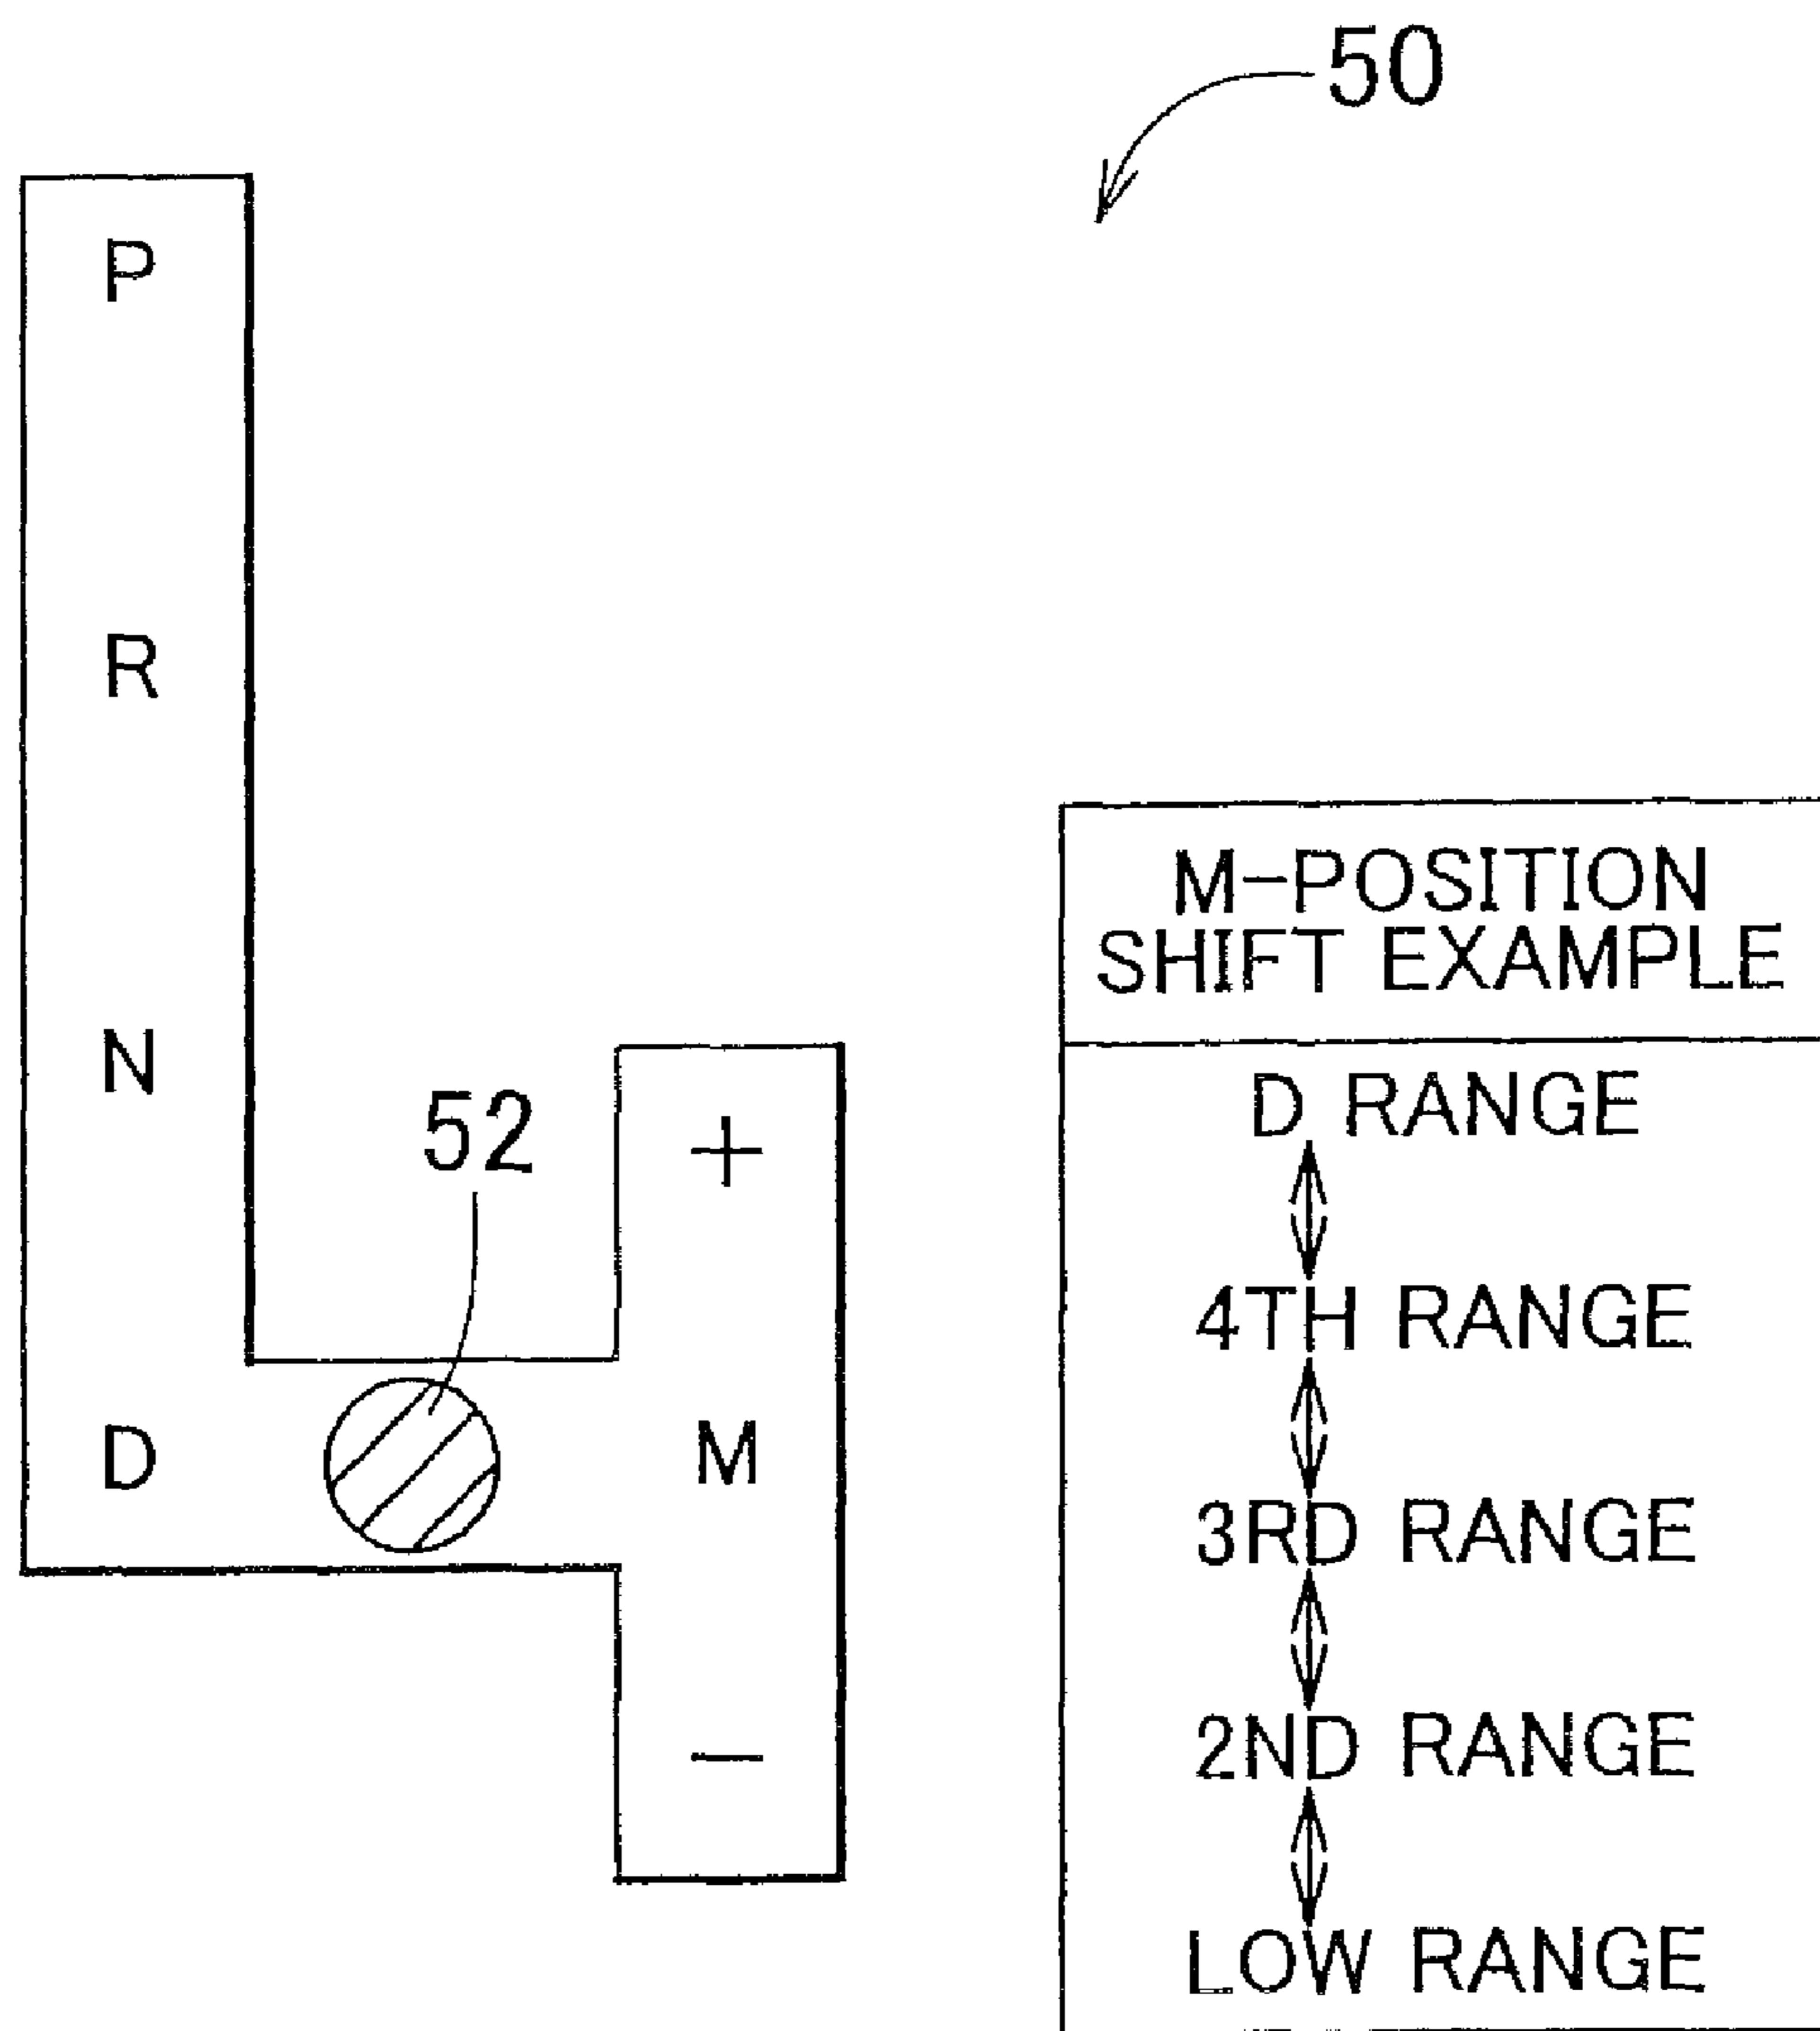 50
P
R
N
52
+
D
M
−
M-POSITION
SHIFT EXAMPLE
D RANGE
4TH RANGE
3RD RANGE
2ND RANGE
LOW RANGE